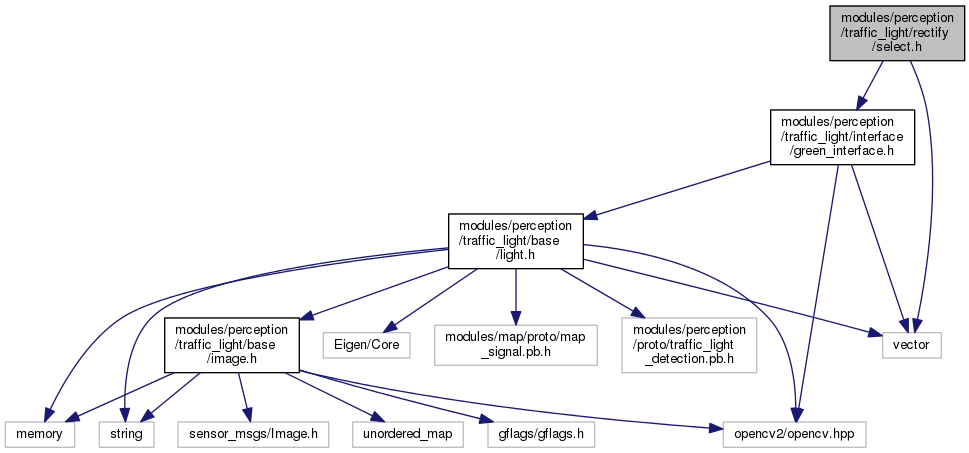 modules/perception
/traffic_light/rectify
/select.h
modules/perception
/traffic_light/interface
/green_interface.h
modules/perception
/traffic_light/base
/light.h
modules/perception
/traffic_light/base
/image.h
Eigen/Core
modules/map/proto/map
_signal.pb.h
modules/perception
/proto/traffic_light
_detection.pb.h
vector
memory
string
sensor_msgs/Image.h
unordered_map
gflags/gflags.h
opencv2/opencv.hpp